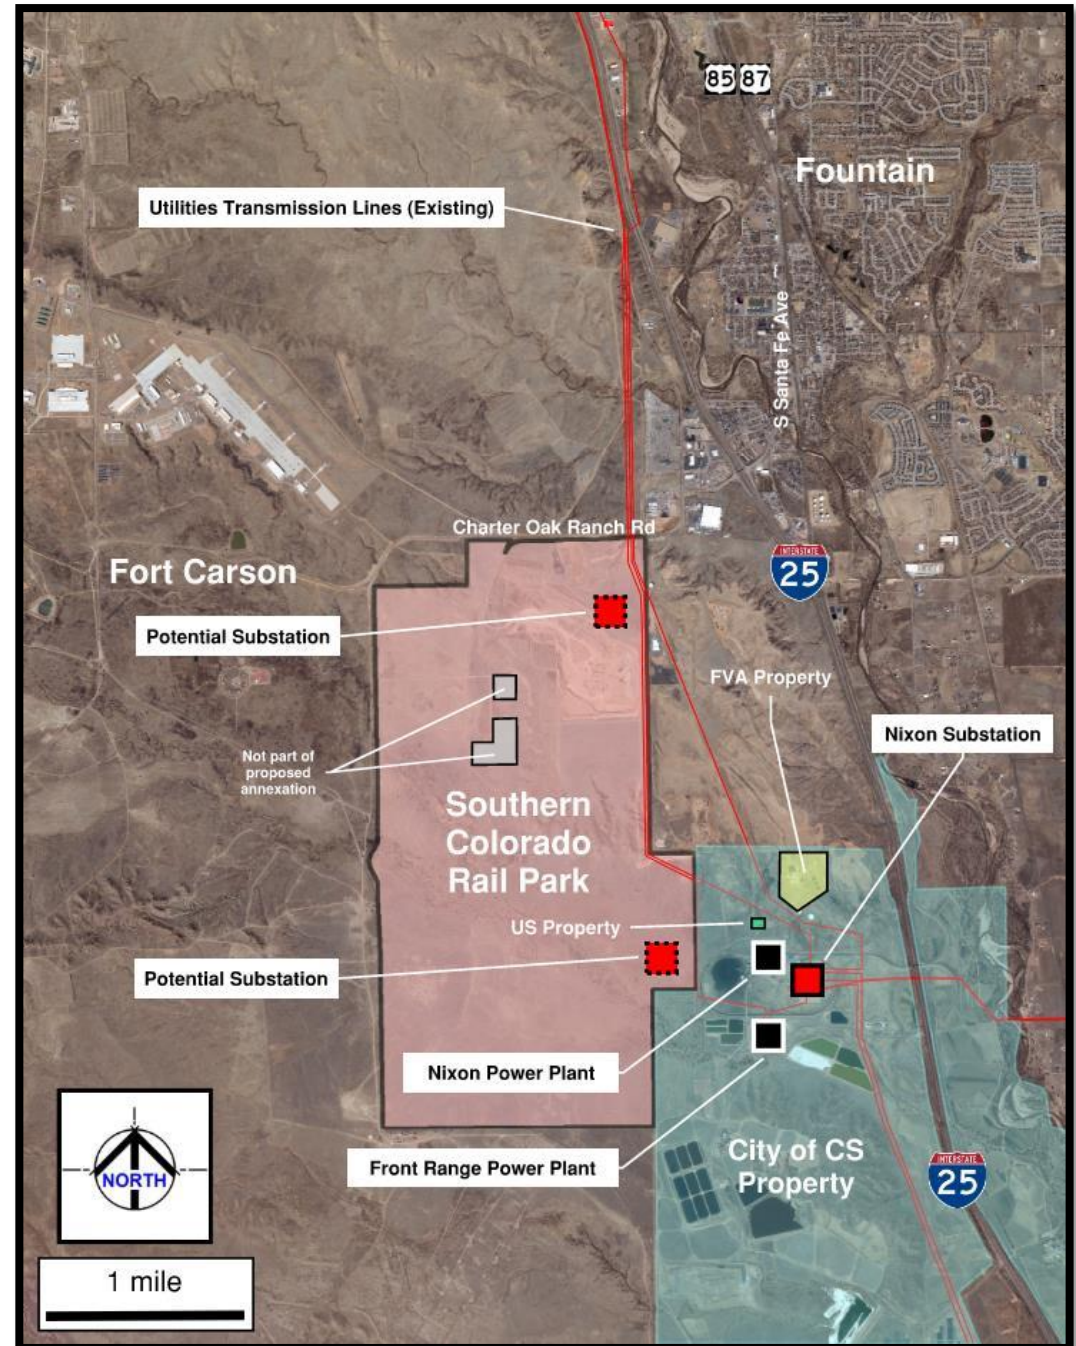 85 87
Fountain
Utilities Transmission Lines (Existing)
S Santa Fe Ave
Charter Oak Ranch Rd
INTERSTATE
25
Fort Carson
Potential Substation
FVA Property
Nixon Substation
Not part of
proposed
annexation
Southern
Colorado
Rail Park
US Property
Potential Substation
Nixon Power Plant
Front Range Power Plant
City of CS
Property
INTERSTATE
25
NORTH
1 mile